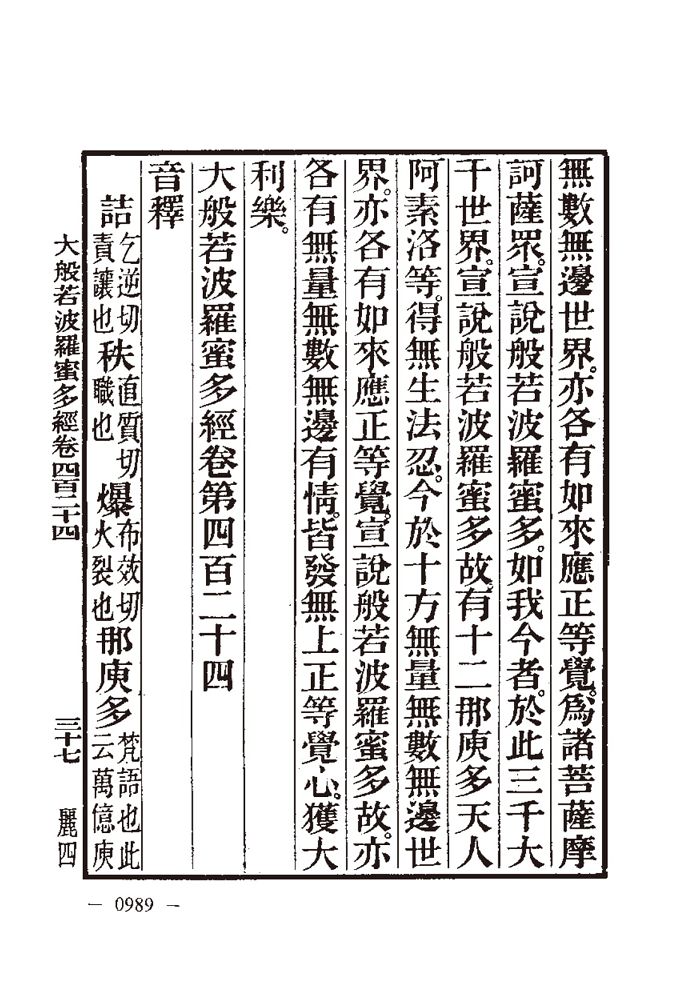 無數無邊世界。亦各有如來應正等覺。爲諸菩薩摩
訶薩眾。宣說般若波羅蜜多。如我今者。於此三千大
千世界。宣說般若波羅蜜多故。有十二那庾多天人
阿素洛等。得無生法忍。今於十方無量無數無邊世
界。亦各有如來應正等覺。宣說般若波羅蜜多故。亦
各有無量無數無邊有情。皆發無上正等覺心。獲大
利樂。
大般若波羅蜜多經卷第四百二十四
音釋
詰乞逆切責讓也秩直質切職也爆布效切火裂也那庾多梵語也此云萬億庾
大般若波羅蜜多經卷四百二十四 三十七 麗四
— 0989 —